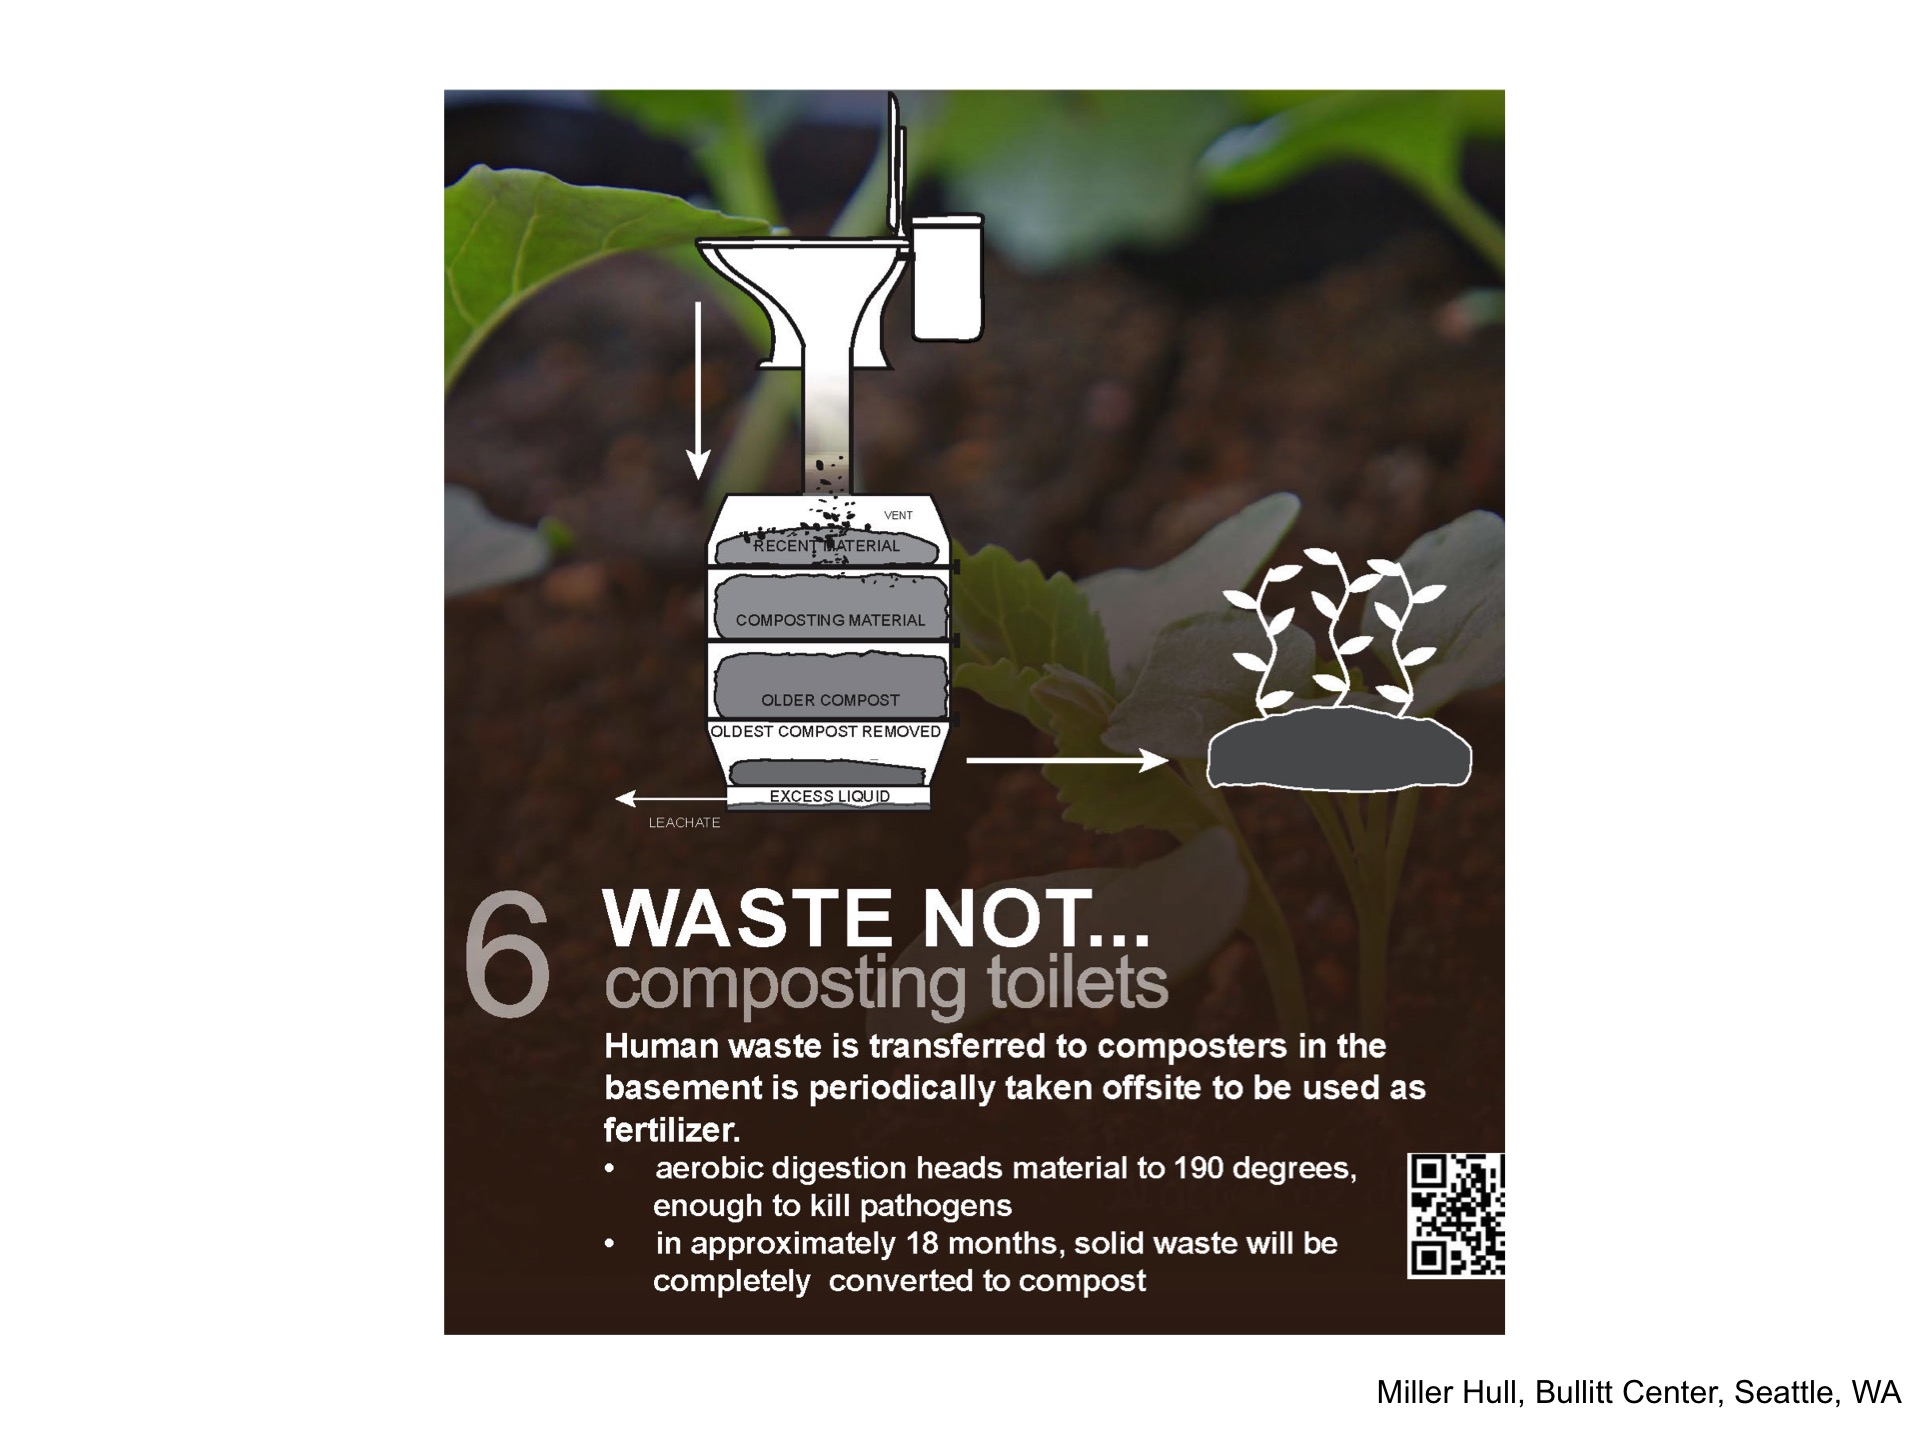 VENT
RECENT MATERIAL
COMPOSTING MATERIAL
OLDER COMPOST
OLDEST COMPOST REMOVED
EXCESS LIQUID
LEACHATE
6
WASTE NOT...
composting toilets
Human waste is transferred to composters in the
basement is periodically taken offsite to be used as
fertilizer.
• aerobic digestion heads material to 190 degrees,
enough to kill pathogens
• in approximately 18 months, solid waste will be
completely converted to compost
Miller Hull, Bullitt Center, Seattle, WA